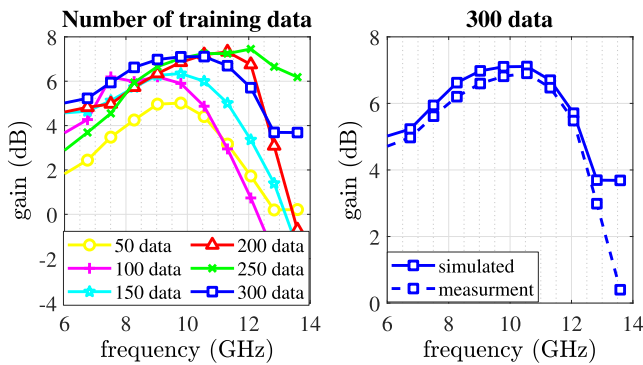 Number of training data
8
6
4
2
0
-2
-4
gain (dB)
50 data
100 data
150 data
200 data
250 data
300 data
6
8
10
12
14
frequency (GHz)
300 data
8
6
4
2
0
gain (dB)
simulated
measurment
6
8
10
12
14
frequency (GHz)